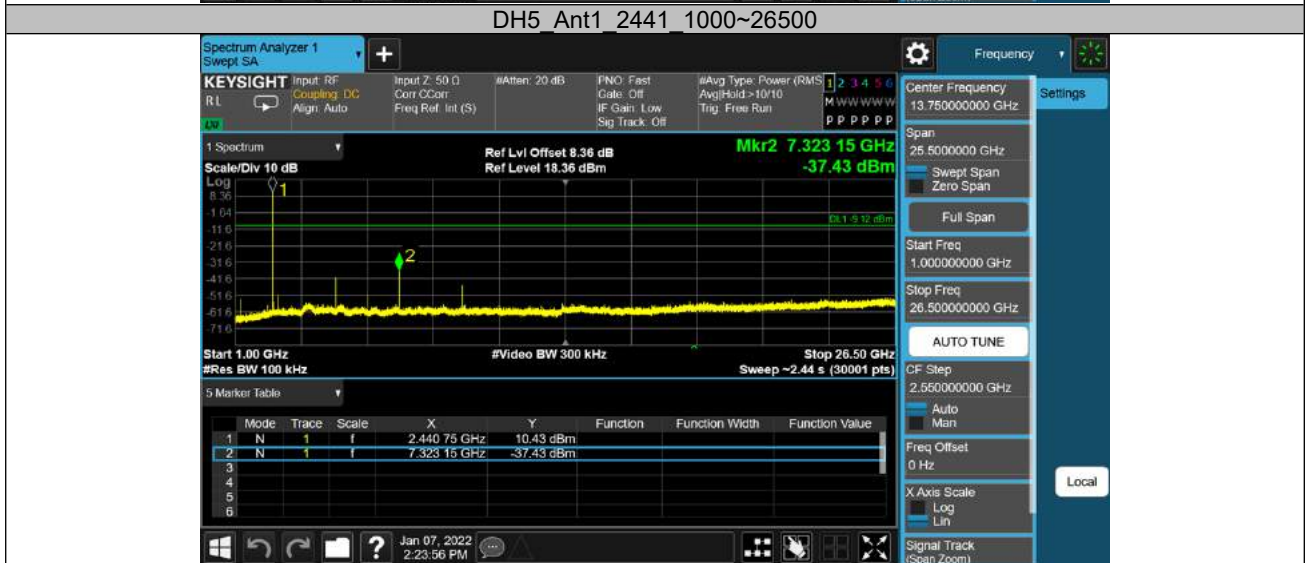 DH5_Ant1_2441_1000~26500
Spectrum Analyzer 1
Swept SA
+
Frequency
KEYSIGHT
RL
Input: RF
Coupling: DC
Align: Auto
Input Z: 50 Ω
Corr CCorr
Freq Ref: Int (S)
#Atten: 20 dB
PNO: Fast
Gate: Off
IF Gain: Low
Sig Track: Off
#Avg Type: Power (RMS
Avg|Hold:>10/10
Trig: Free Run
1 2 3 4 5 6
M W W W W W
P P P P P P
1 Spectrum
Scale/Div 10 dB
Log
Ref Lvl Offset 8.36 dB
Ref Level 18.36 dBm
Mkr2 7.323 15 GHz
-37.43 dBm
8.36
-1.64
-11.6
-21.6
-31.6
-41.6
-51.6
-61.6
-71.6
1
2
DL1 -9.12 dBm
Start 1.00 GHz
#Res BW 100 kHz
#Video BW 300 kHz
Stop 26.50 GHz
Sweep ~2.44 s (30001 pts)
5 Marker Table
Mode Trace Scale X Y Function Function Width Function Value
1 N 1 f 2.440 75 GHz 10.43 dBm
2 N 1 f 7.323 15 GHz -37.43 dBm
3
4
5
6
Jan 07, 2022
2:23:56 PM
Center Frequency
13.750000000 GHz
Span
25.5000000 GHz
Swept Span
Zero Span
Full Span
Start Freq
1.000000000 GHz
Stop Freq
26.500000000 GHz
AUTO TUNE
CF Step
2.550000000 GHz
Auto
Man
Freq Offset
0 Hz
X Axis Scale
Log
Lin
Signal Track
(Span Zoom)
Settings
Local